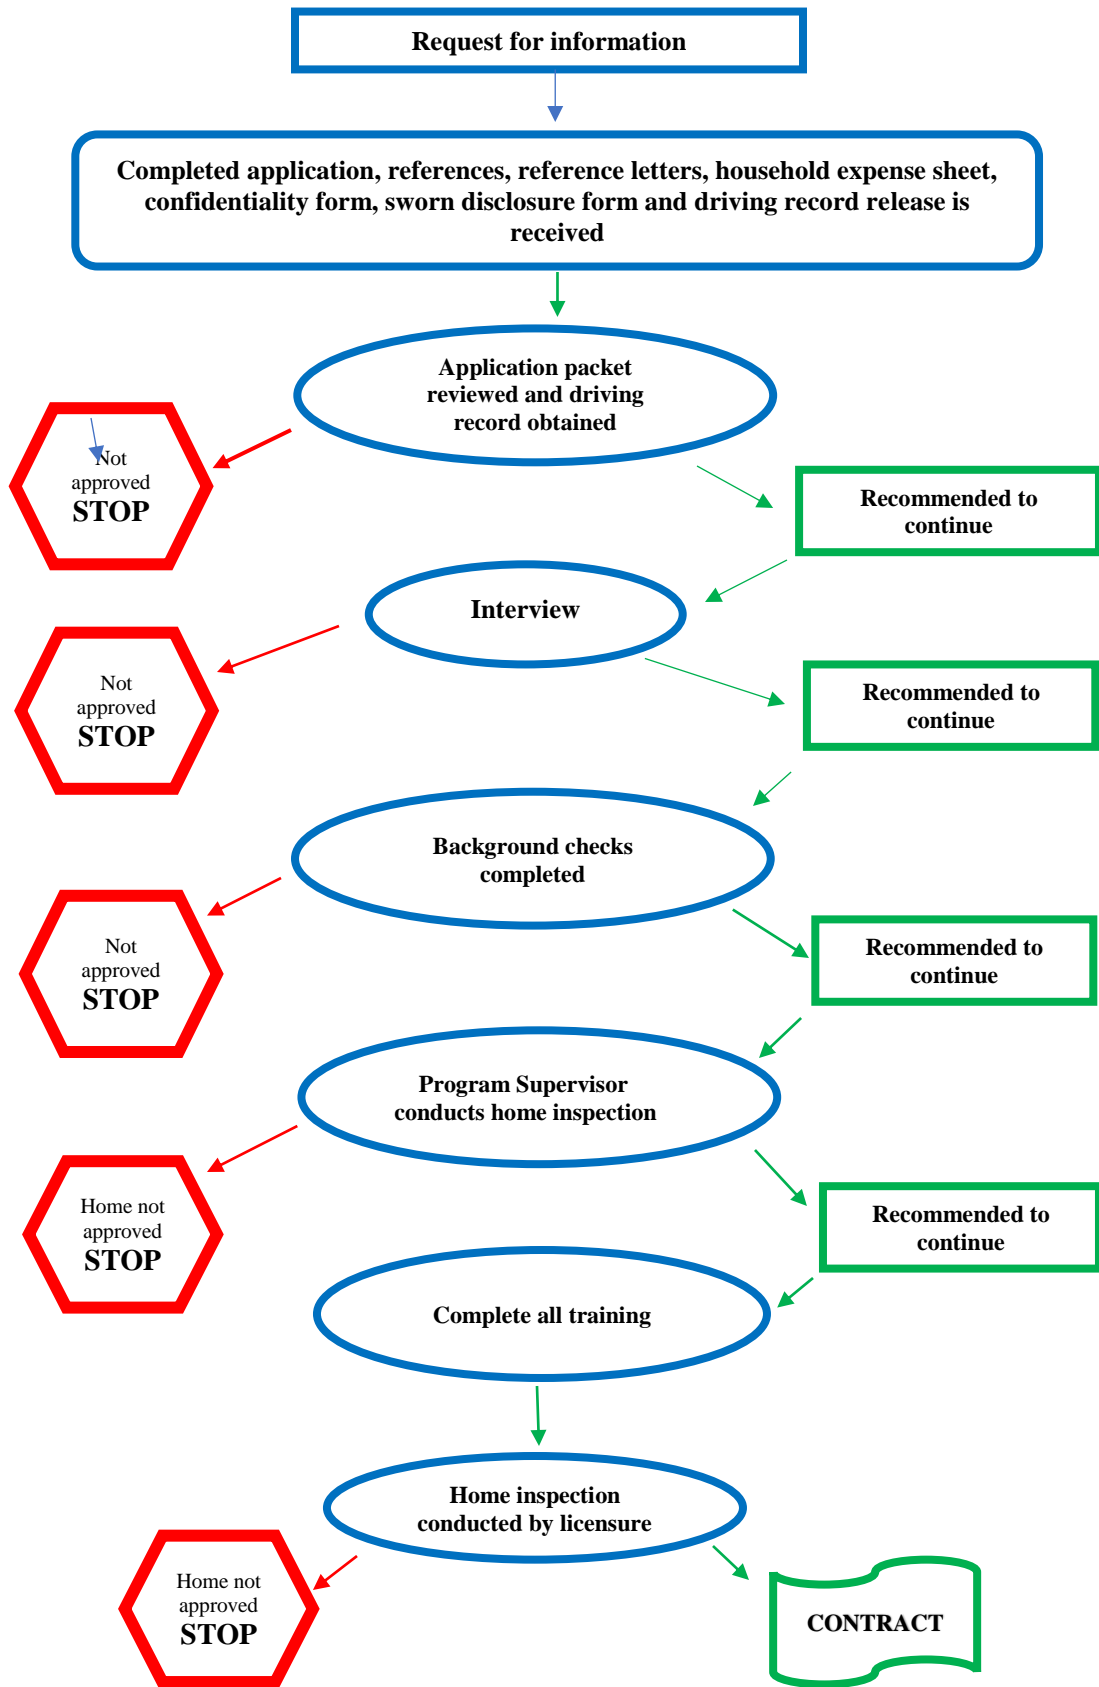 Request for information
Completed application, references, reference letters, household expense sheet,
confidentiality form, sworn disclosure form and driving record release is
received
Application packet
reviewed and driving
record obtained
Not
approved
STOP
Recommended to
continue
Interview
Not
approved
STOP
Recommended to
continue
Background checks
completed
Not
approved
STOP
Recommended to
continue
Program Supervisor
conducts home inspection
Home not
approved
STOP
Recommended to
continue
Complete all training
Home inspection
conducted by licensure
Home not
approved
STOP
CONTRACT